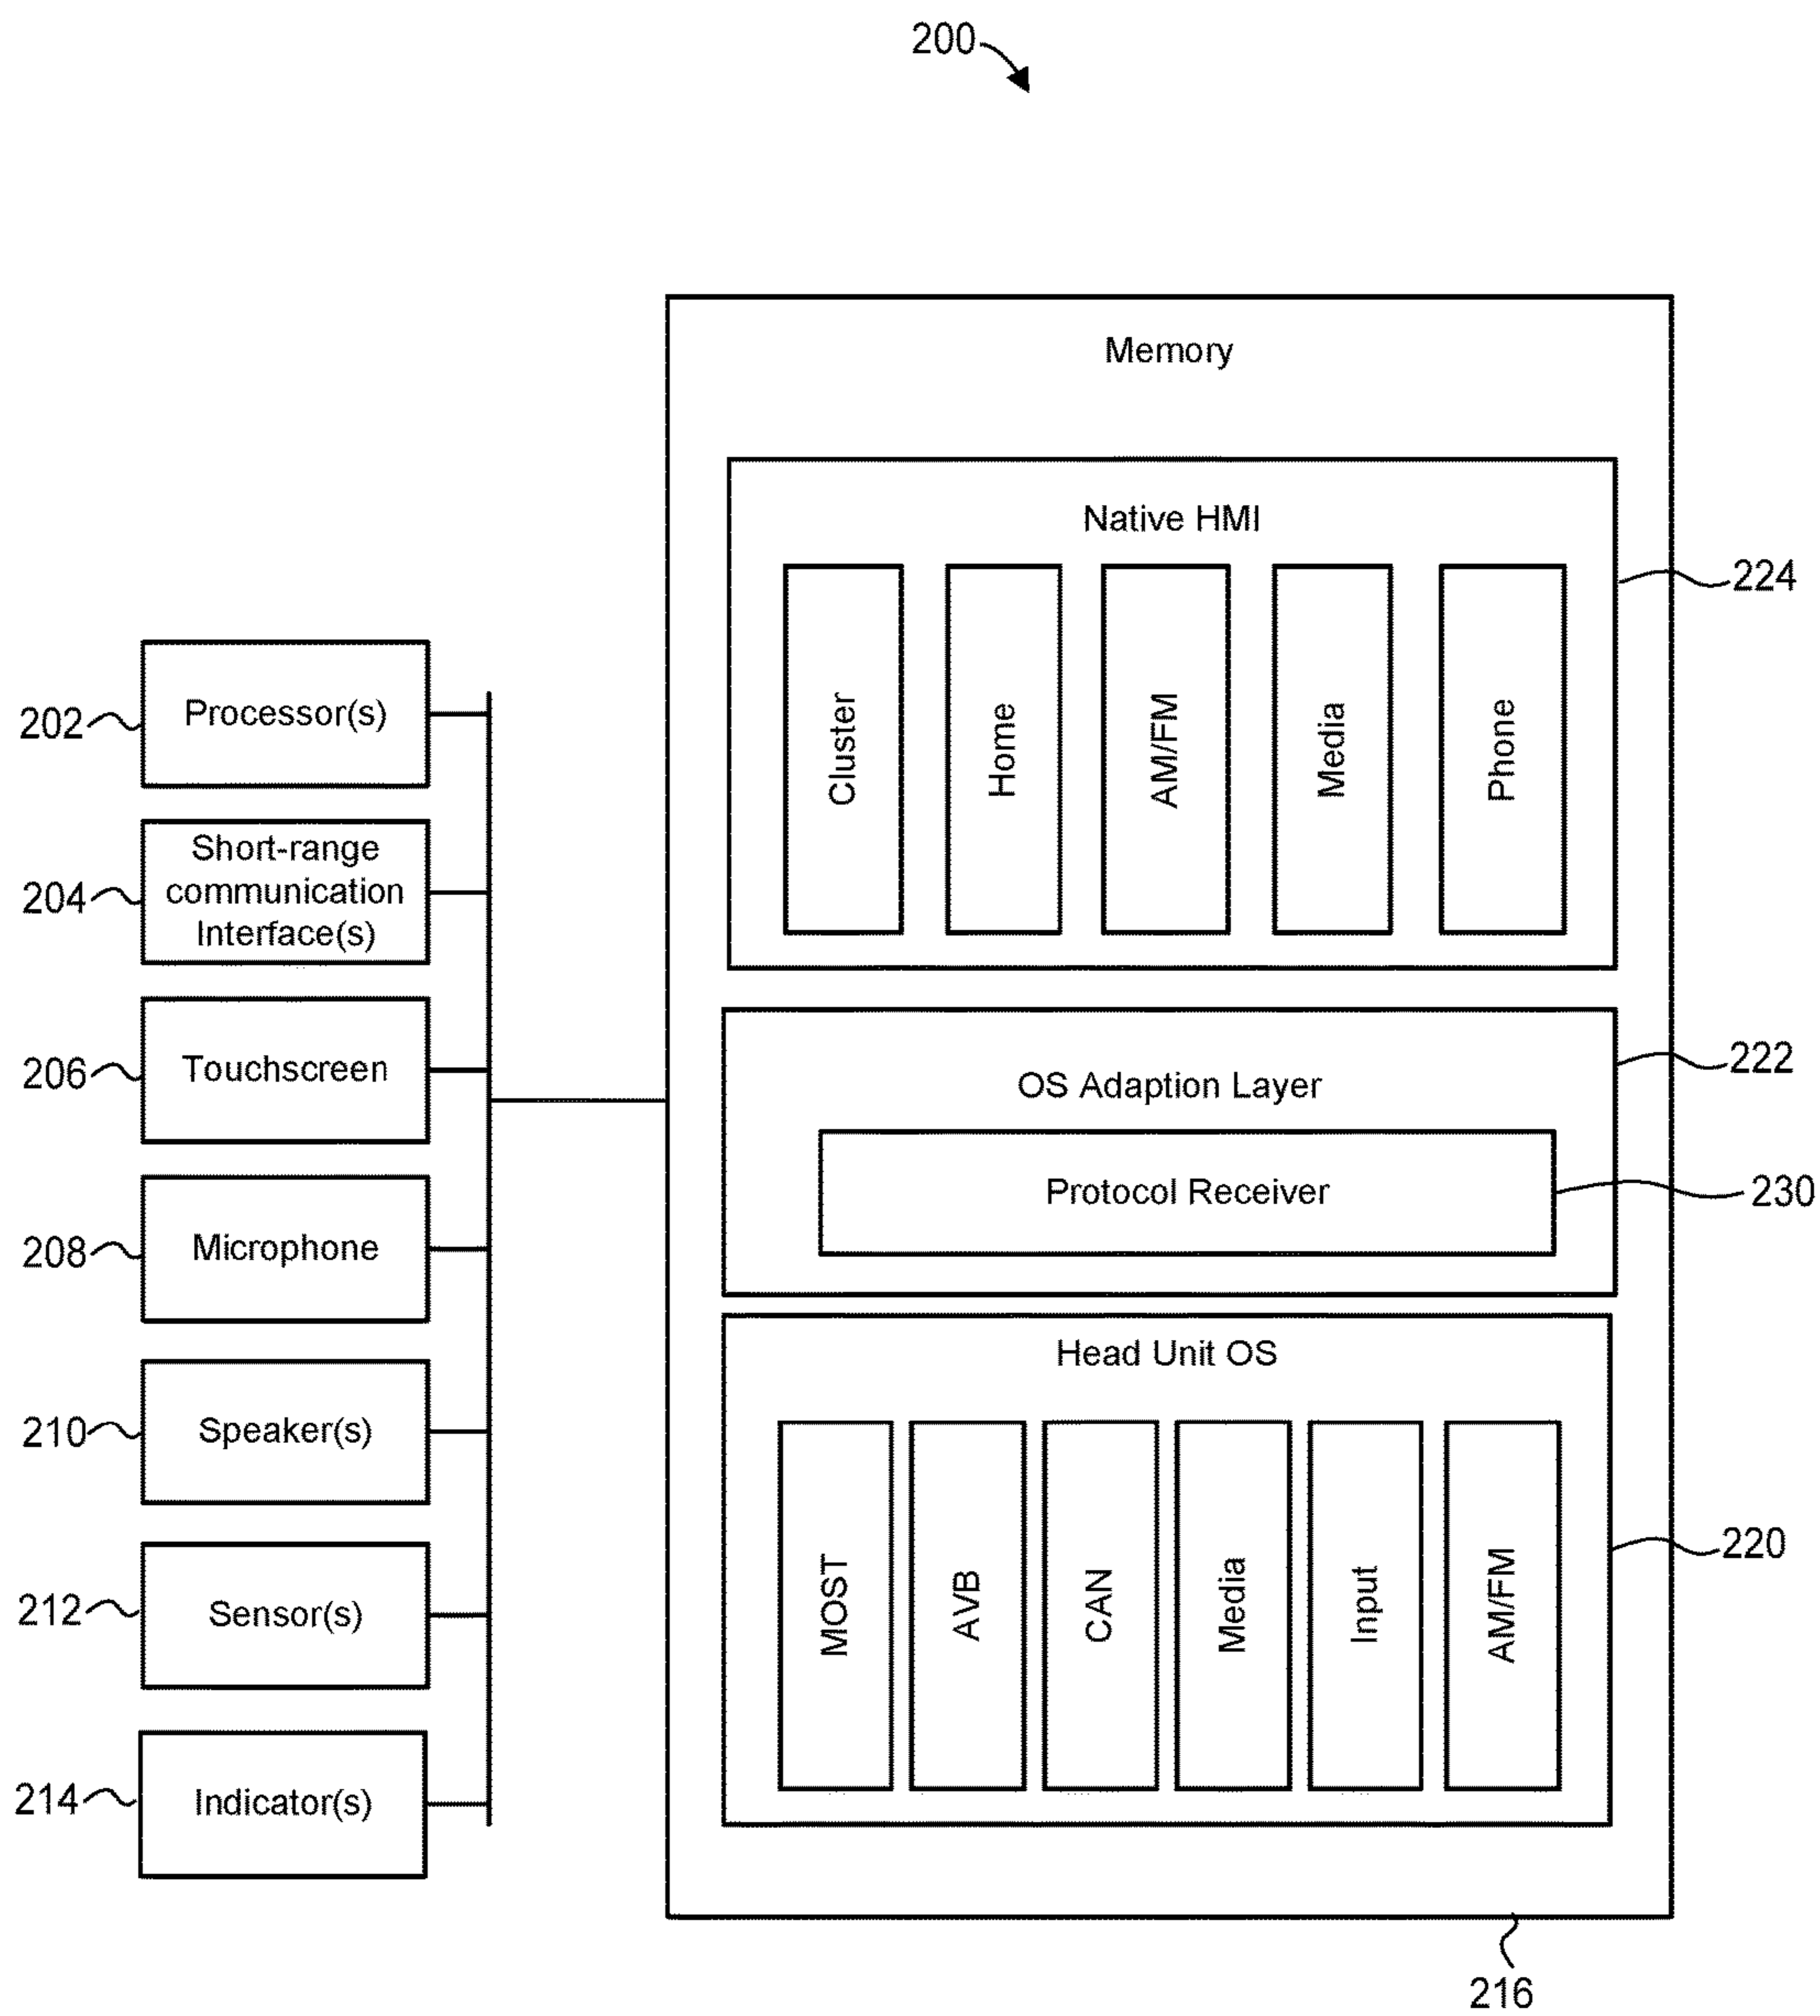 200
Memory
Native HMI
Cluster
Home
AM/FM
Media
Phone
224
202
Processor(s)
204
Short-range
communication
Interface(s)
206
Touchscreen
208
Microphone
210
Speaker(s)
212
Sensor(s)
214
Indicator(s)
OS Adaption Layer
222
Protocol Receiver
230
Head Unit OS
MOST
AVB
CAN
Media
Input
AM/FM
220
216